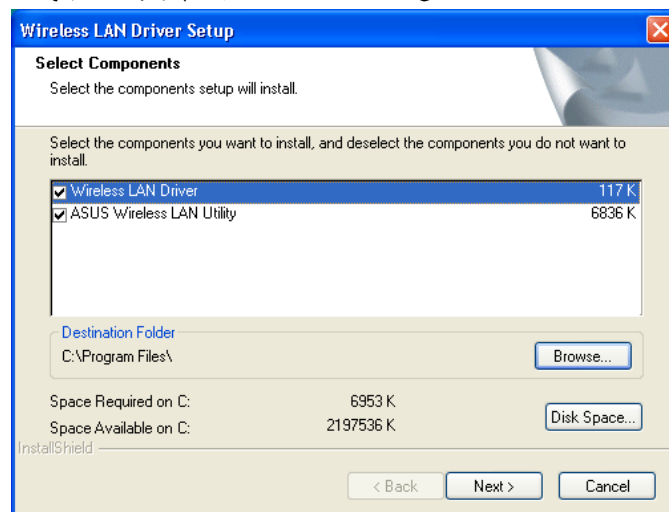 Wireless LAN Driver Setup
Select Components
Select the components setup will install.
Select the components you want to install, and deselect the components you do not want to
install.
Wireless LAN Driver 117 K
ASUS Wireless LAN Utility 6836 K
Destination Folder
C:\Program Files\
Browse...
Space Required on C: 6953 K
Space Available on C: 2197536 K
Disk Space...
InstallShield
< Back Next > Cancel